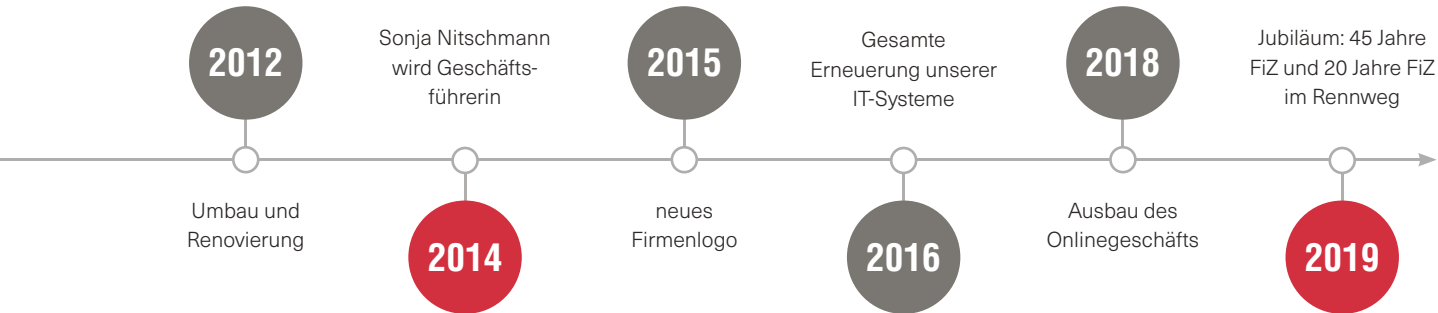 2012
Umbau und
Renovierung
Sonja Nitschmann
wird Geschäfts-
führerin
2014
2015
neues
Firmenlogo
Gesamte
Erneuerung unserer
IT-Systeme
2016
2018
Ausbau des
Onlinegeschäfts
Jubiläum: 45 Jahre
FiZ und 20 Jahre FiZ
im Rennweg
2019